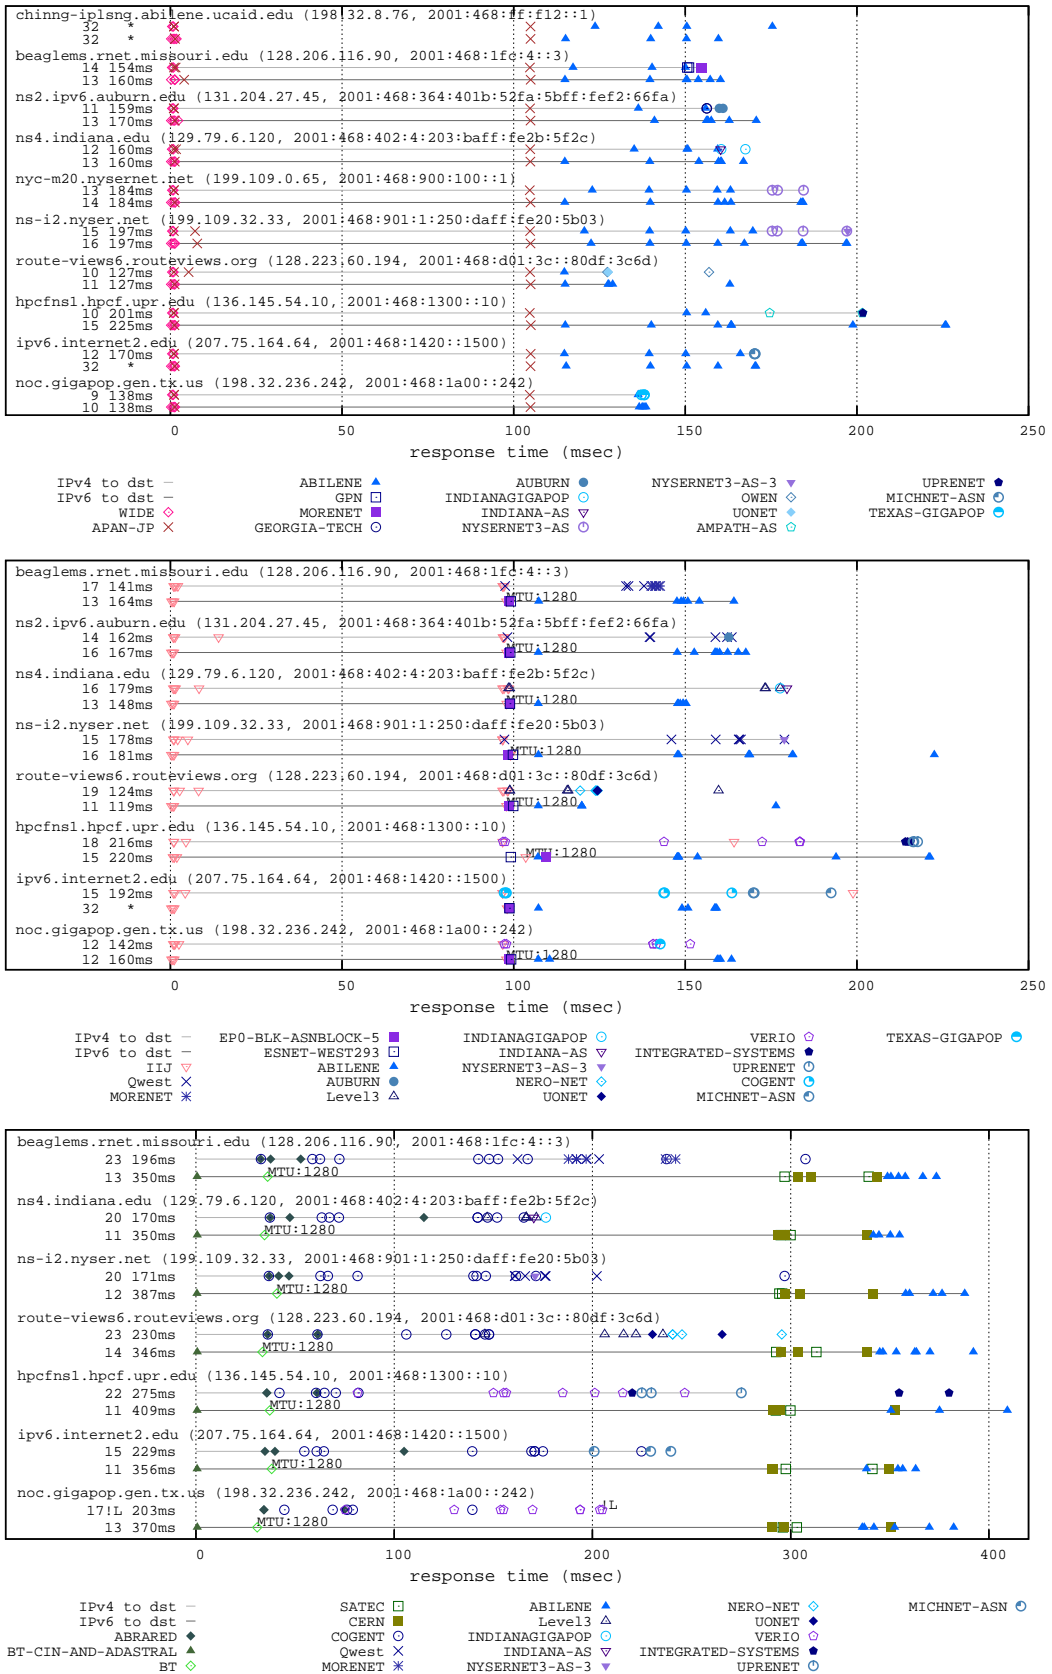 chinng-iplsng.abilene.ucaid.edu (198.32.8.76, 2001:468:ff:f12::1)
32 *
32 *
beaglems.rnet.missouri.edu (128.206.116.90, 2001:468:1fc:4::3)
14 154ms
13 160ms
ns2.ipv6.auburn.edu (131.204.27.45, 2001:468:364:401b:52fa:5bff:fef2:66fa)
11 159ms
13 170ms
ns4.indiana.edu (129.79.6.120, 2001:468:402:4:203:baff:fe2b:5f2c)
12 160ms
13 160ms
nyc-m20.nysernet.net (199.109.0.65, 2001:468:900:100::1)
13 184ms
14 184ms
ns-i2.nyser.net (199.109.32.33, 2001:468:901:1:250:daff:fe20:5b03)
15 197ms
16 197ms
route-views6.routeviews.org (128.223.60.194, 2001:468:d01:3c:80df:3c6d)
10 127ms
11 127ms
hpcfns1.hpcf.upr.edu (136.145.54.10, 2001:468:1300::10)
10 201ms
15 225ms
ipv6.internet2.edu (207.75.164.64, 2001:468:1420::1500)
12 170ms
32 *
noc.gigapop.gen.tx.us (198.32.236.242, 2001:468:1a00::242)
9 138ms
10 138ms
0 50 100 150 200 250
response time (msec)
IPv4 to dst ABILENE AUBURN NYSERNET3-AS-3 UPRENET
IPv6 to dst GPN INDIANAGIGAPOP OWEN MICHNET-ASN
WIDE MORENET INDIANA-AS UONET TEXAS-GIGAPOP
APAN-JP GEORGIA-TECH NYSERNET3-AS AMPATH-AS
beaglems.rnet.missouri.edu (128.206.116.90, 2001:468:1fc:4::3)
17 141ms
MTU:1280
13 164ms
ns2.ipv6.auburn.edu (131.204.27.45, 2001:468:364:401b:52fa:5bff:fef2:66fa)
14 162ms
MTU:1280
16 167ms
ns4.indiana.edu (129.79.6.120, 2001:468:402:4:203:baff:fe2b:5f2c)
16 179ms
MTU:1280
13 148ms
ns-i2.nyser.net (199.109.32.33, 2001:468:901:1:250:daff:fe20:5b03)
15 178ms
MTU:1280
16 181ms
route-views6.routeviews.org (128.223.60.194, 2001:468:d01:3c::80df:3c6d)
19 124ms
MTU:1280
11 119ms
hpcfns1.hpcf.upr.edu (136.145.54.10, 2001:468:1300::10)
18 216ms
MTU:1280
15 220ms
ipv6.internet2.edu (207.75.164.64, 2001:468:1420::1500)
15 192ms
32 *
noc.gigapop.gen.tx.us (198.32.236.242, 2001:468:1a00::242)
12 142ms
MTU:1280
12 160ms
0 50 100 150 200 250
response time (msec)
IPv4 to dst EP0-BLK-ASNBLOCK-5 INDIANAGIGAPOP VERIO TEXAS-GIGAPOP
IPv6 to dst ESNET-WEST293 INDIANA-AS INTEGRATED-SYSTEMS
IIJ ABILENE NYSERNET3-AS-3 UPRENET
Qwest AUBURN NERO-NET COGENT
MORENET Level3 UONET MICHNET-ASN
beaglems.rnet.missouri.edu (128.206.116.90, 2001:468:1fc:4::3)
23 196ms
MTU:1280
13 350ms
ns4.indiana.edu (129.79.6.120, 2001:468:402:4:203:baff:fe2b:5f2c)
20 170ms
MTU:1280
11 350ms
ns-i2.nyser.net (199.109.32.33, 2001:468:901:1:250:daff:fe20:5b03)
20 171ms
MTU:1280
12 387ms
route-views6.routeviews.org (128.223.60.194, 2001:468:d01:3c::80df:3c6d)
23 230ms
MTU:1280
14 346ms
hpcfns1.hpcf.upr.edu (136.145.54.10, 2001:468:1300::10)
22 275ms
MTU:1280
11 409ms
ipv6.internet2.edu (207.75.164.64, 2001:468:1420::1500)
15 229ms
MTU:1280
11 356ms
noc.gigapop.gen.tx.us (198.32.236.242, 2001:468:1a00::242)
!L
17!L 203ms
MTU:1280
13 370ms
0 100 200 300 400
response time (msec)
IPv4 to dst SATEC ABILENE NERO-NET MICHNET-ASN
IPv6 to dst CERN Level3 UONET
ABRARED COGENT INDIANAGIGAPOP VERIO
BT-CIN-AND-ADASTRAL Qwest INDIANA-AS INTEGRATED-SYSTEMS
BT MORENET NYSERNET3-AS-3 UPRENET